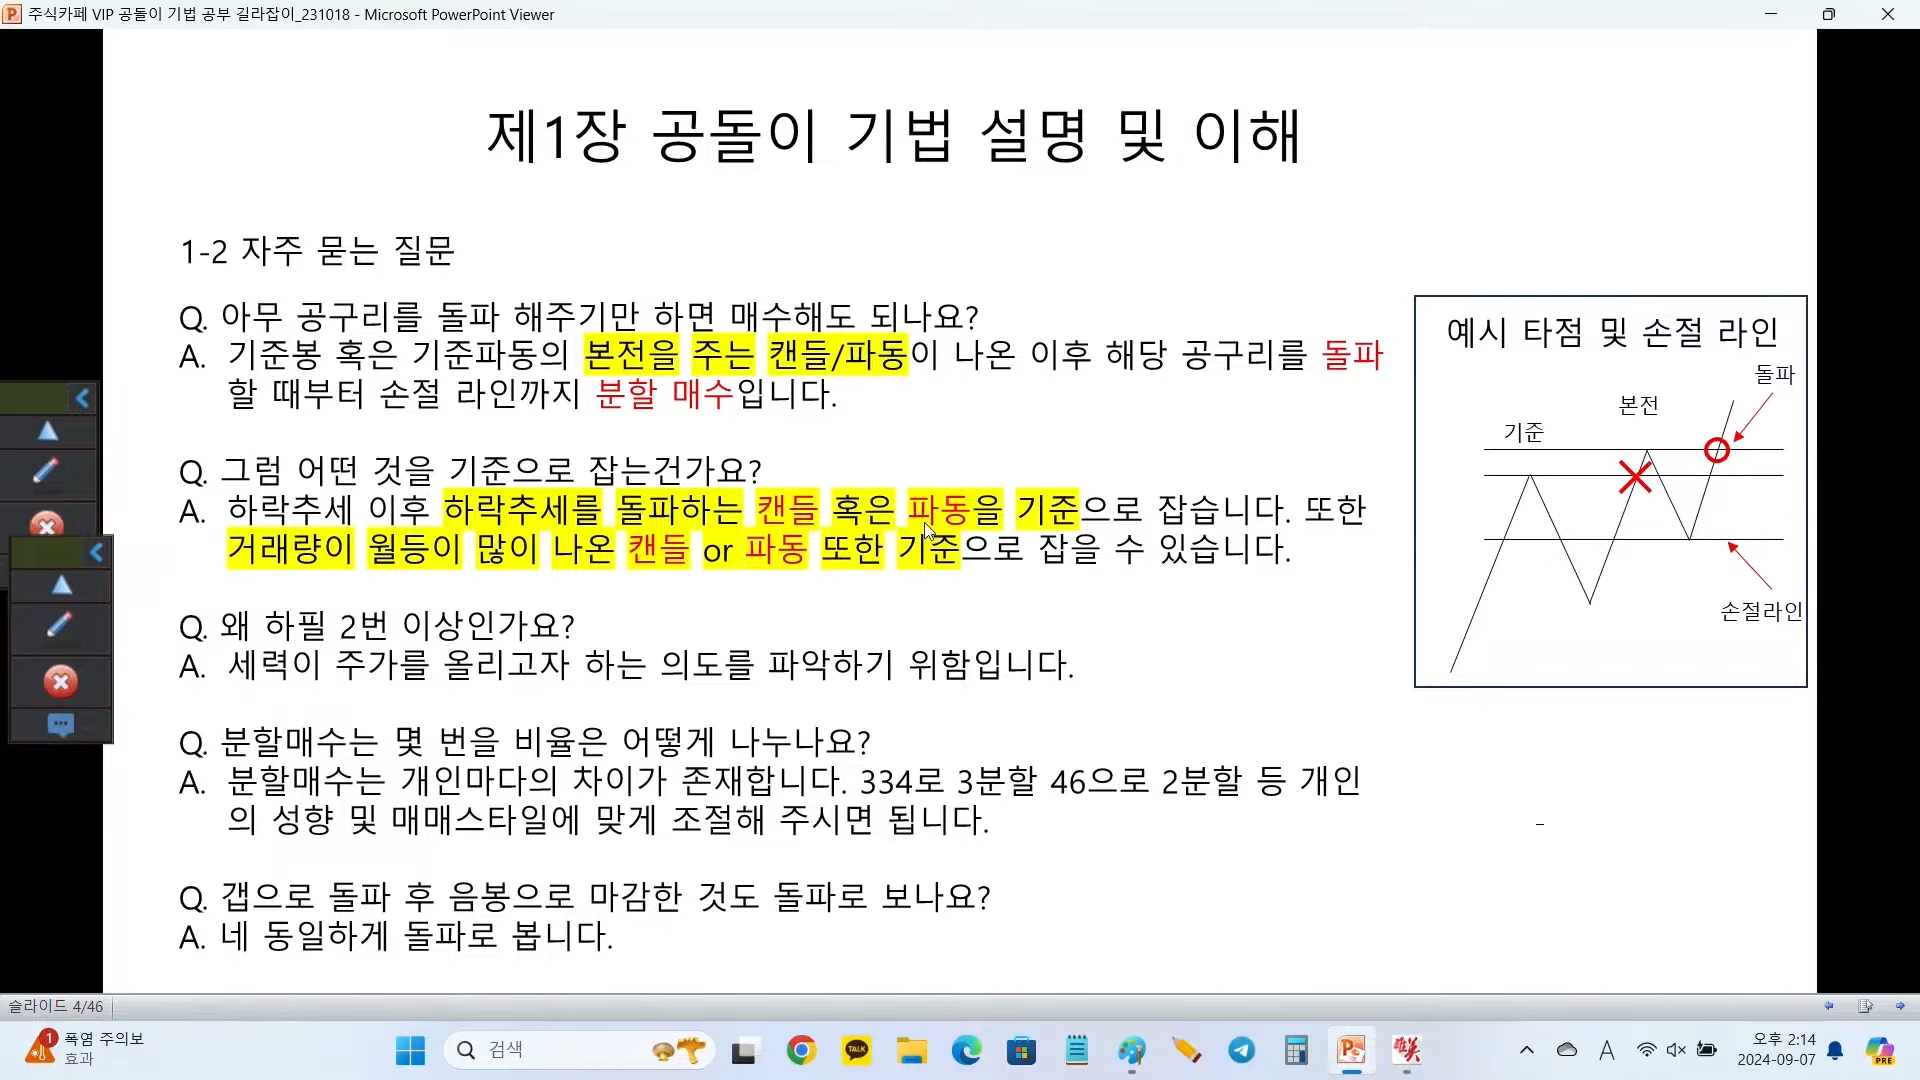 주식카페 VIP 공돌이 기법 공부 길라잡이_231018 - Microsoft PowerPoint Viewer
제1장 공돌이 기법 설명 및 이해
1-2 자주 묻는 질문
Q. 아무 공구리를 돌파 해주기만 하면 매수해도 되나요?
A. 기준봉 혹은 기준파동의 본전을 주는 캔들/파동이 나온 이후 해당 공구리를 돌파
할 때부터 손절 라인까지 분할 매수입니다.
Q. 그럼 어떤 것을 기준으로 잡는건가요?
A. 하락추세 이후 하락추세를 돌파하는 캔들 혹은 파동을 기준으로 잡습니다. 또한
거래량이 월등이 많이 나온 캔들 or 파동 또한 기준으로 잡을 수 있습니다.
Q. 왜 하필 2번 이상인가요?
A. 세력이 주가를 올리고자 하는 의도를 파악하기 위함입니다.
Q. 분할매수는 몇 번을 비율은 어떻게 나누나요?
A. 분할매수는 개인마다의 차이가 존재합니다. 334로 3분할 46으로 2분할 등 개인
의 성향 및 매매스타일에 맞게 조절해 주시면 됩니다.
Q. 갭으로 돌파 후 음봉으로 마감한 것도 돌파로 보나요?
A. 네 동일하게 돌파로 봅니다.
예시 타점 및 손절 라인
돌파
본전
기준
손절라인
슬라이드 4/46
1
폭염 주의보
효과
검색
TALK
A
오후 2:14
2024-09-07
PRE